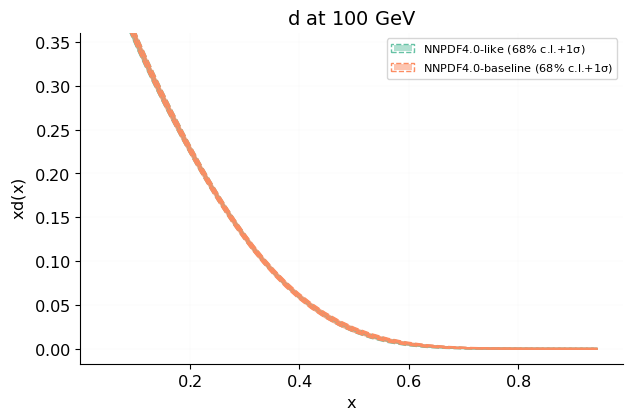 d at 100 GeV
NNPDF4.0-like (68% c.l.+1σ)
NNPDF4.0-baseline (68% c.l.+1σ)
xd(x)
0.35
0.30
0.25
0.20
0.15
0.10
0.05
0.00
0.2 0.4 0.6 0.8
x